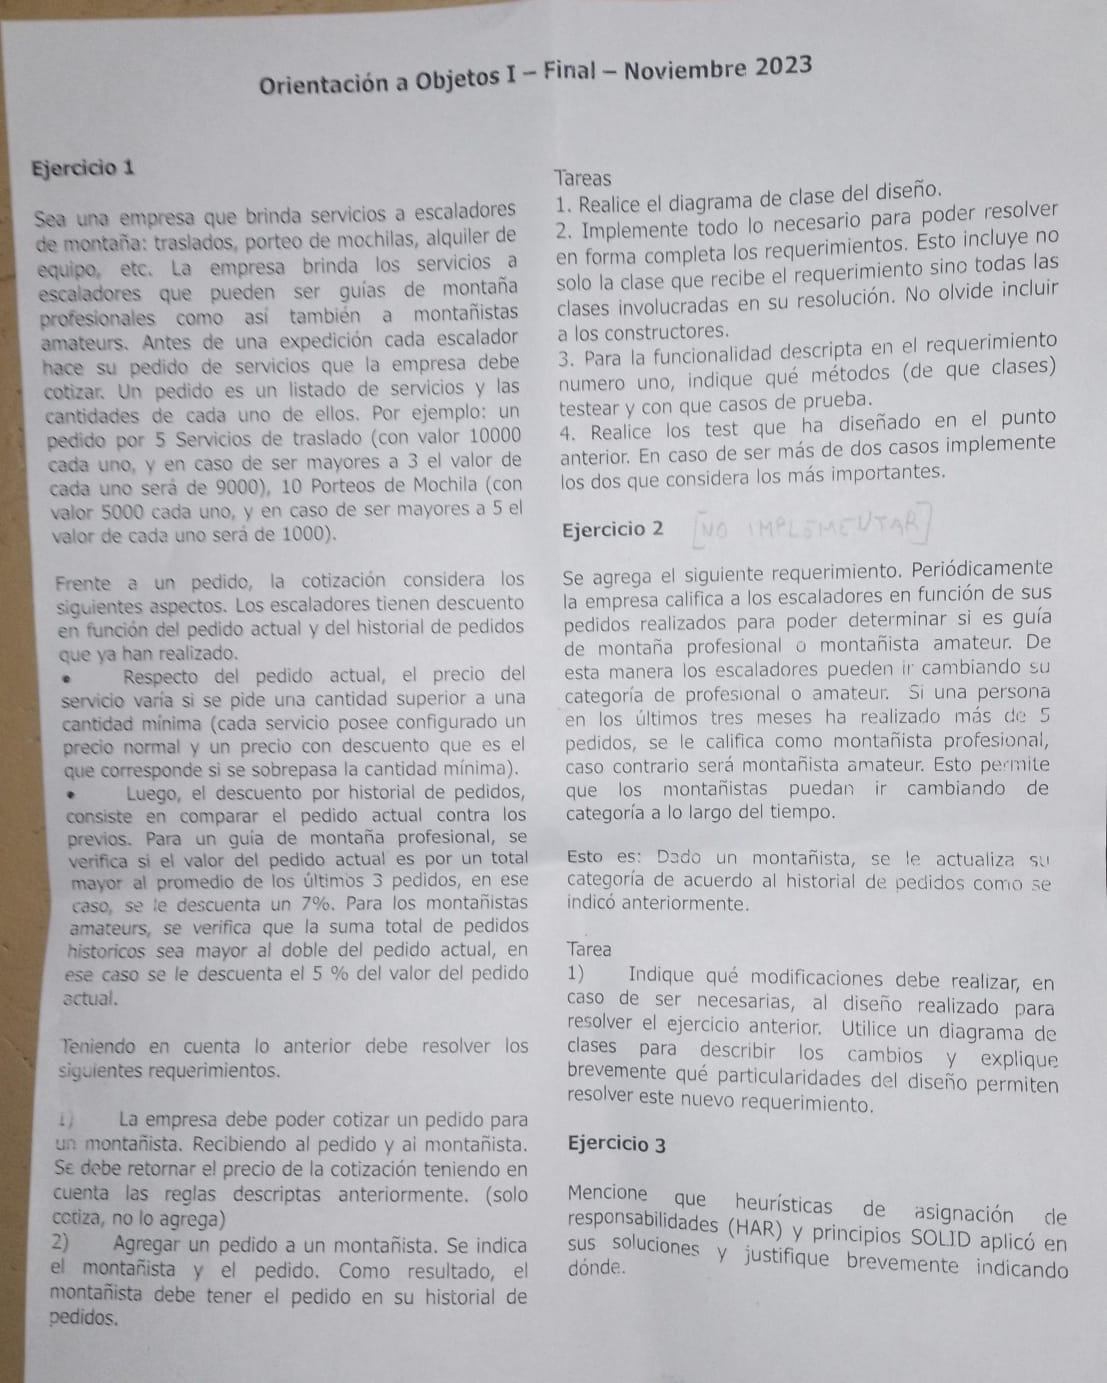 Orientación a Objetos I – Final – Noviembre 2023
Ejercicio 1
Sea una empresa que brinda servicios a escaladores
de montaña: traslados, porteo de mochilas, alquiler de
equipo, etc. La empresa brinda los servicios a
escaladores que pueden ser guías de montaña
profesionales como así también a montañistas
amateurs. Antes de una expedición cada escalador
hace su pedido de servicios que la empresa debe
cotizar. Un pedido es un listado de servicios y las
cantidades de cada uno de ellos. Por ejemplo: un
pedido por 5 Servicios de traslado (con valor 10000
cada uno, y en caso de ser mayores a 3 el valor de
cada uno será de 9000), 10 Porteos de Mochila (con
valor 5000 cada uno, y en caso de ser mayores a 5 el
valor de cada uno será de 1000).
Frente a un pedido, la cotización considera los
siguientes aspectos. Los escaladores tienen descuento
en función del pedido actual y del historial de pedidos
que ya han realizado.
• Respecto del pedido actual, el precio del
servicio varía si se pide una cantidad superior a una
cantidad mínima (cada servicio posee configurado un
precio normal y un precio con descuento que es el
que corresponde si se sobrepasa la cantidad mínima).
• Luego, el descuento por historial de pedidos,
consiste en comparar el pedido actual contra los
previos. Para un guía de montaña profesional, se
verifica si el valor del pedido actual es por un total
mayor al promedio de los últimos 3 pedidos, en ese
caso, se le descuenta un 7%. Para los montañistas
amateurs, se verifica que la suma total de pedidos
históricos sea mayor al doble del pedido actual, en
ese caso se le descuenta el 5 % del valor del pedido
actual.
Teniendo en cuenta lo anterior debe resolver los
siguientes requerimientos.
1) La empresa debe poder cotizar un pedido para
un montañista. Recibiendo al pedido y al montañista.
Se debe retornar el precio de la cotización teniendo en
cuenta las reglas descriptas anteriormente. (solo
cotiza, no lo agrega)
2) Agregar un pedido a un montañista. Se indica
el montañista y el pedido. Como resultado, el
montañista debe tener el pedido en su historial de
pedidos.
Tareas
1. Realice el diagrama de clase del diseño.
2. Implemente todo lo necesario para poder resolver
en forma completa los requerimientos. Esto incluye no
solo la clase que recibe el requerimiento sino todas las
clases involucradas en su resolución. No olvide incluir
a los constructores.
3. Para la funcionalidad descripta en el requerimiento
numero uno, indique qué métodos (de que clases)
testear y con que casos de prueba.
4. Realice los test que ha diseñado en el punto
anterior. En caso de ser más de dos casos implemente
los dos que considera los más importantes.
Ejercicio 2 [NO IMPLEMENTAR]
Se agrega el siguiente requerimiento. Periódicamente
la empresa califica a los escaladores en función de sus
pedidos realizados para poder determinar si es guía
de montaña profesional o montañista amateur. De
esta manera los escaladores pueden ir cambiando su
categoría de profesional o amateur. Si una persona
en los últimos tres meses ha realizado más de 5
pedidos, se le califica como montañista profesional,
caso contrario será montañista amateur. Esto permite
que los montañistas puedan ir cambiando de
categoría a lo largo del tiempo.
Esto es: Dado un montañista, se le actualiza su
categoría de acuerdo al historial de pedidos como se
indicó anteriormente.
Tarea
1) Indique qué modificaciones debe realizar, en
caso de ser necesarias, al diseño realizado para
resolver el ejercicio anterior. Utilice un diagrama de
clases para describir los cambios y explique
brevemente qué particularidades del diseño permiten
resolver este nuevo requerimiento.
Ejercicio 3
Mencione que heurísticas de asignación de
responsabilidades (HAR) y principios SOLID aplicó en
sus soluciones y justifique brevemente indicando
dónde.